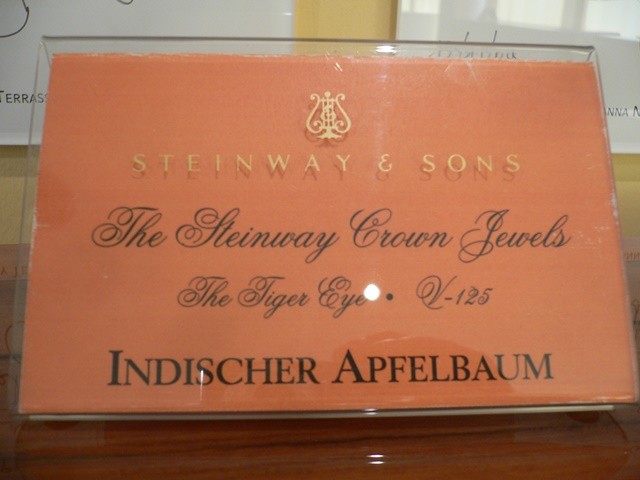 STEINWAY & SONS
The Steinway Crown Jewels
The Tiger Eye • V-125
INDISCHER APFELBAUM